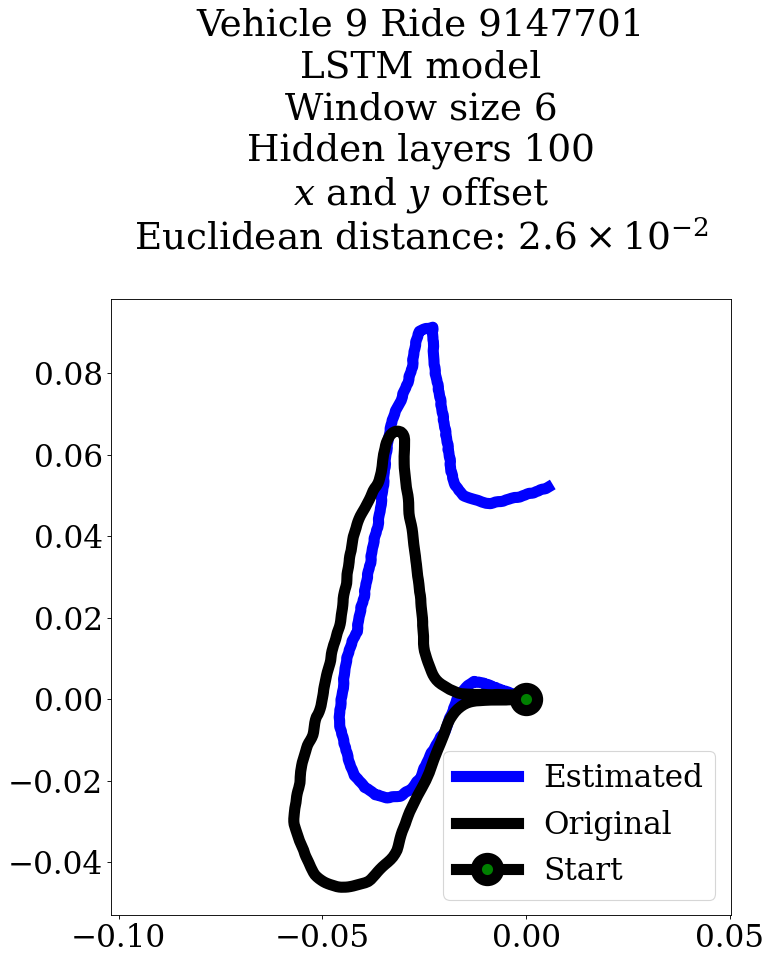 Vehicle 9 Ride 9147701
LSTM model
Window size 6
Hidden layers 100
x and y offset
Euclidean distance: 2.6 × 10⁻²
0.08
0.06
0.04
0.02
0.00
−0.02
−0.04
Estimated
Original
Start
−0.10
−0.05
0.00
0.05